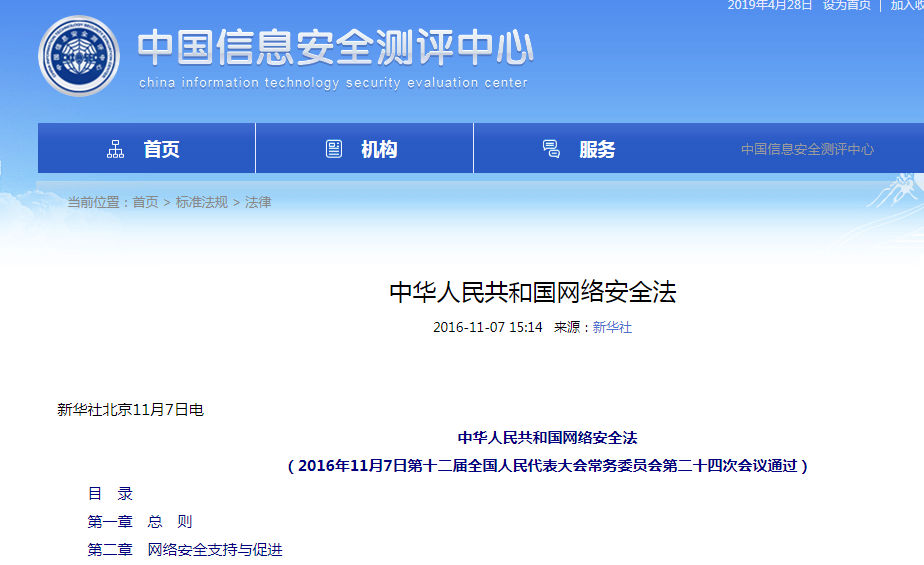 2019年4月28日 设为首页 | 加入收
中国信息安全测评中心
china information technology security evaluation center
首页 机构 服务 中国信息安全测评中心
当前位置：首页 > 标准法规 > 法律
中华人民共和国网络安全法
2016-11-07 15:14 来源：新华社
新华社北京11月7日电
中华人民共和国网络安全法
（2016年11月7日第十二届全国人民代表大会常务委员会第二十四次会议通过）
目 录
第一章 总 则
第二章 网络安全支持与促进